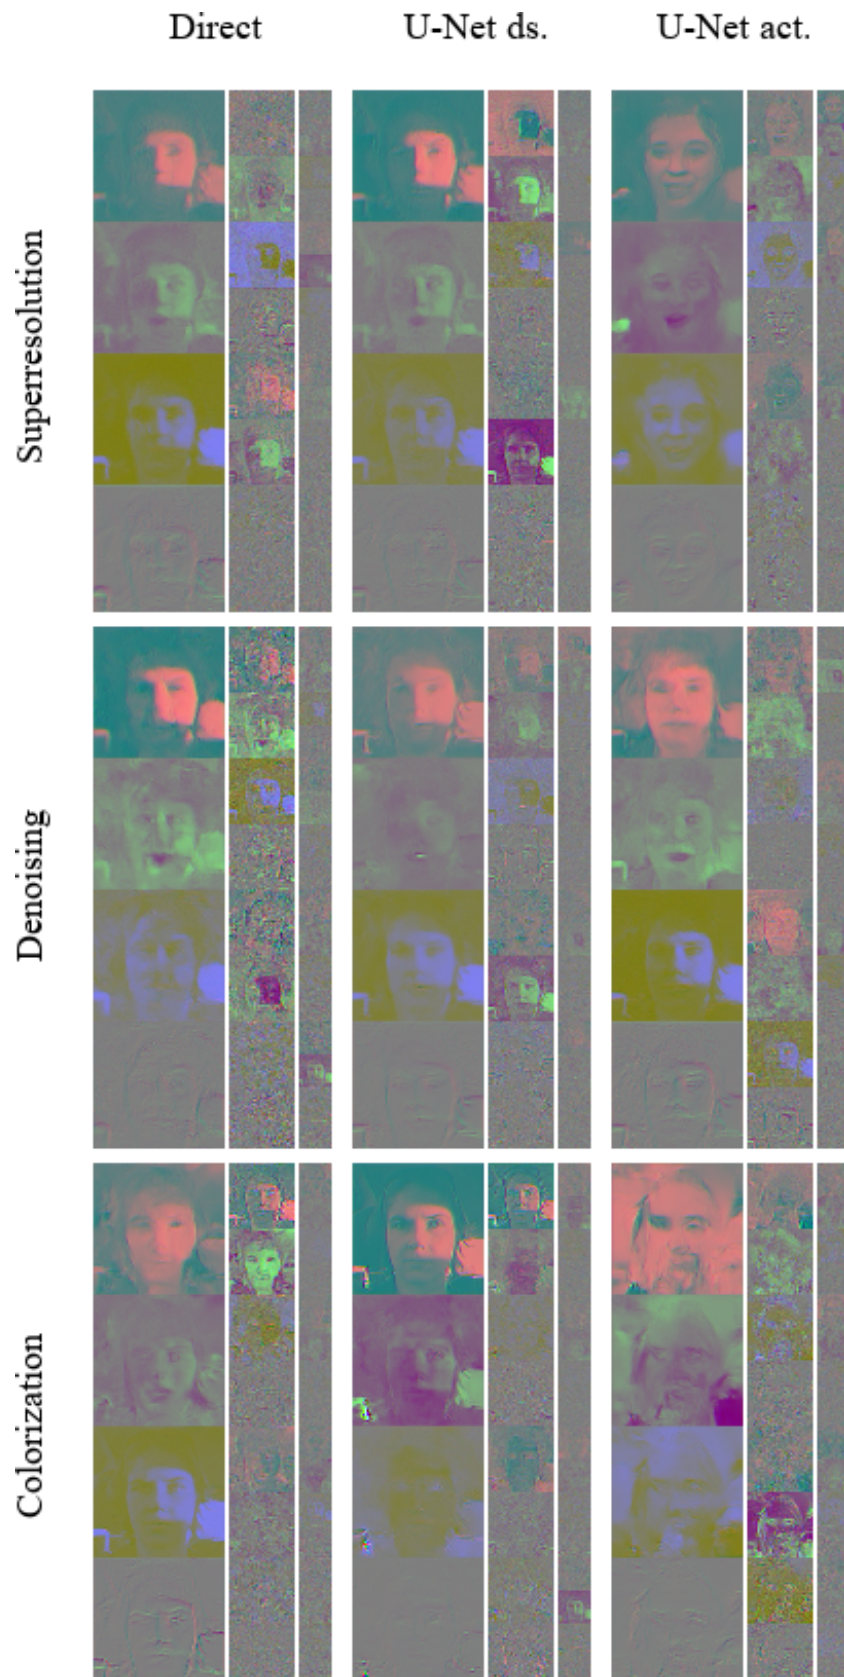 Direct
U-Net ds.
U-Net act.
Superresolution
Denoising
Colorization